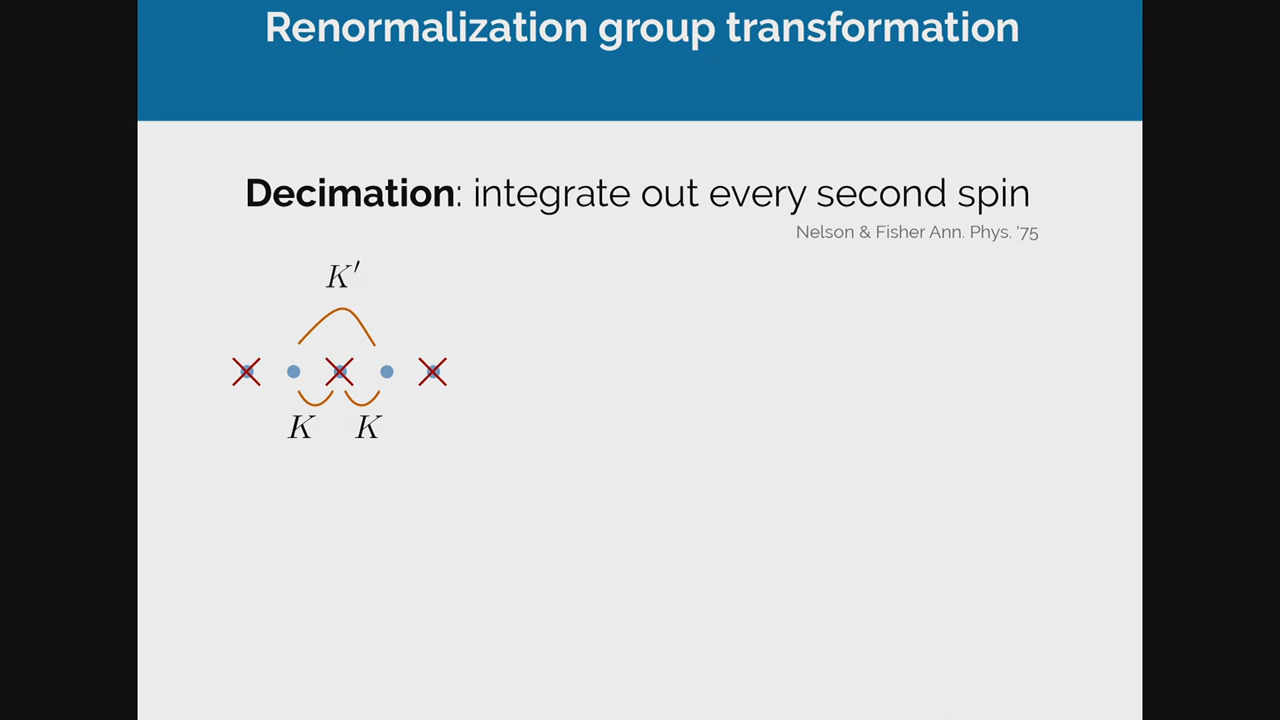 Renormalization group transformation
Decimation: integrate out every second spin
Nelson & Fisher Ann. Phys. '75
K′
K K